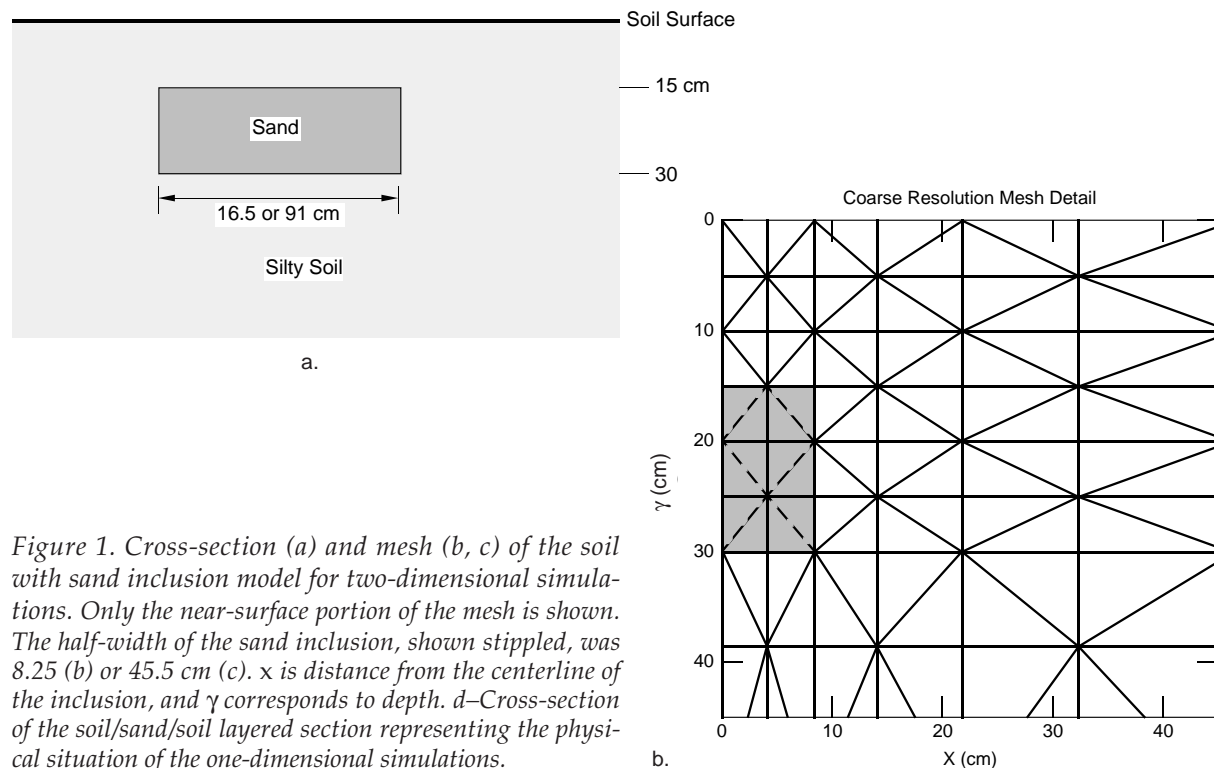 Soil Surface
15 cm
Sand
30
16.5 or 91 cm
Silty Soil
a.
Coarse Resolution Mesh Detail
0
10
20
30
40
γ (cm)
0
10
20
30
40
X (cm)
b.
Figure 1. Cross-section (a) and mesh (b, c) of the soil
with sand inclusion model for two-dimensional simula-
tions. Only the near-surface portion of the mesh is shown.
The half-width of the sand inclusion, shown stippled, was
8.25 (b) or 45.5 cm (c). x is distance from the centerline of
the inclusion, and γ corresponds to depth. d–Cross-section
of the soil/sand/soil layered section representing the physi-
cal situation of the one-dimensional simulations.